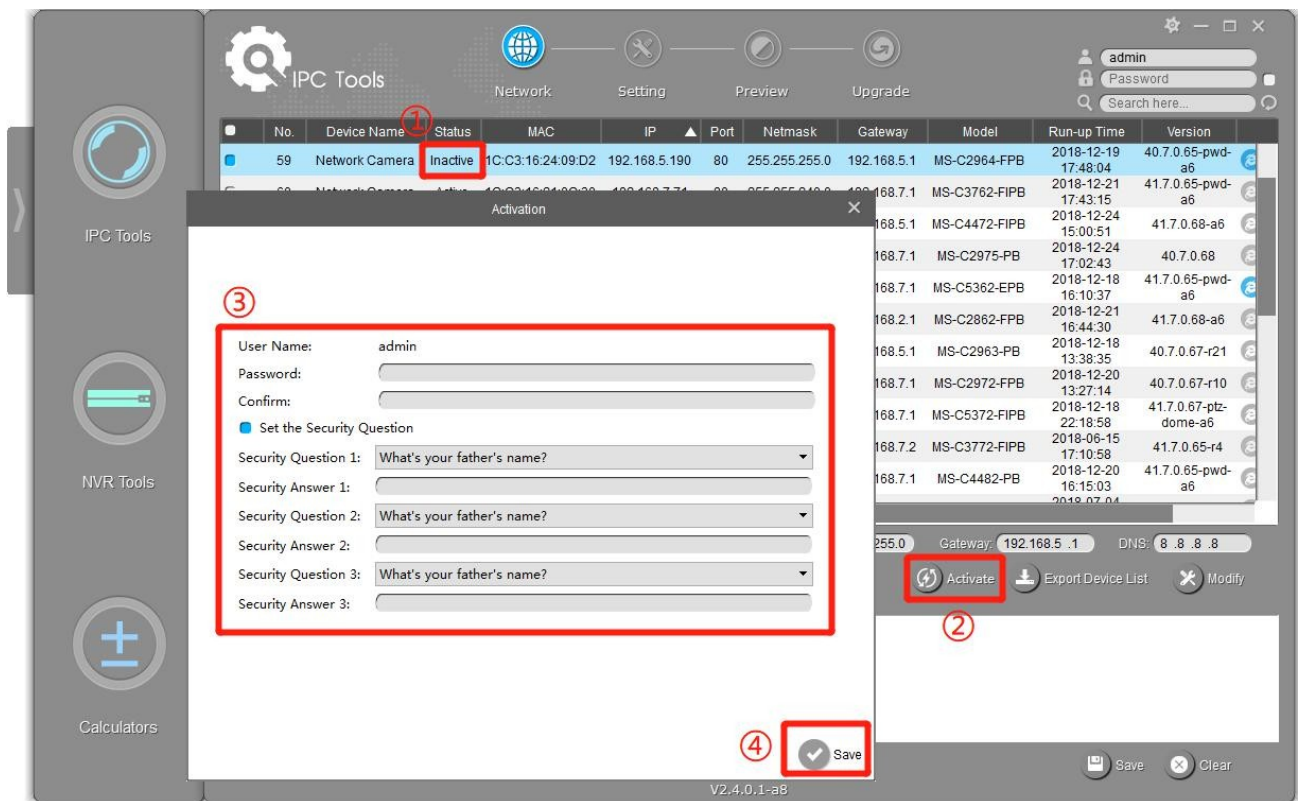 IPC Tools
Network
Setting
Preview
Upgrade
admin
Password
Search here...
①
No. Device Name Status MAC IP Port Netmask Gateway Model Run-up Time Version
59 Network Camera Inactive 1C:C3:16:24:09:D2 192.168.5.190 80 255.255.255.0 192.168.5.1 MS-C2964-FPB 2018-12-19 17:48:04 40.7.0.65-pwd-a6
168.7.1 MS-C3762-FIPB 2018-12-21 17:43:15 41.7.0.65-pwd-a6
168.5.1 MS-C4472-FIPB 2018-12-24 15:00:51 41.7.0.68-a6
168.7.1 MS-C2975-PB 2018-12-24 17:02:43 40.7.0.68
168.7.1 MS-C5362-EPB 2018-12-18 16:10:37 41.7.0.65-pwd-a6
168.2.1 MS-C2862-FPB 2018-12-21 16:44:30 41.7.0.68-a6
168.5.1 MS-C2963-PB 2018-12-18 13:38:35 40.7.0.67-r21
168.7.1 MS-C2972-FPB 2018-12-20 13:27:14 40.7.0.67-r10
168.7.1 MS-C5372-FIPB 2018-12-18 22:18:58 41.7.0.67-ptz-dome-a6
168.7.2 MS-C3772-FIPB 2018-06-15 17:10:58 41.7.0.65-r4
168.7.1 MS-C4482-PB 2018-12-20 16:15:03 41.7.0.65-pwd-a6
2018-07-04
IPC Tools
NVR Tools
Calculators
Activation
③
User Name: admin
Password:
Confirm:
Set the Security Question
Security Question 1: What's your father's name?
Security Answer 1:
Security Question 2: What's your father's name?
Security Answer 2:
Security Question 3: What's your father's name?
Security Answer 3:
④
Save
255.0 Gateway: 192.168.5 .1 DNS: 8 .8 .8 .8
Activate Export Device List Modify
②
Save Clear
V2.4.0.1-a8